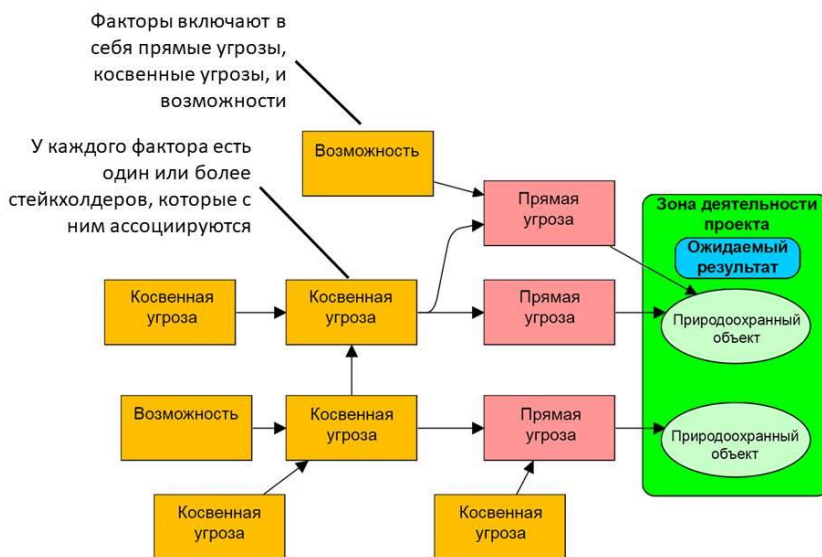 Факторы включают в
себя прямые угрозы,
косвенные угрозы, и
возможности
У каждого фактора есть
один или более
стейкхолдеров, которые с
ним ассоциируются
Возможность
Прямая
угроза
Зона деятельности
проекта
Ожидаемый
результат
Косвенная
угроза
Косвенная
угроза
Прямая
угроза
Природоохранный
объект
Возможность
Косвенная
угроза
Прямая
угроза
Природоохранный
объект
Косвенная
угроза
Косвенная
угроза